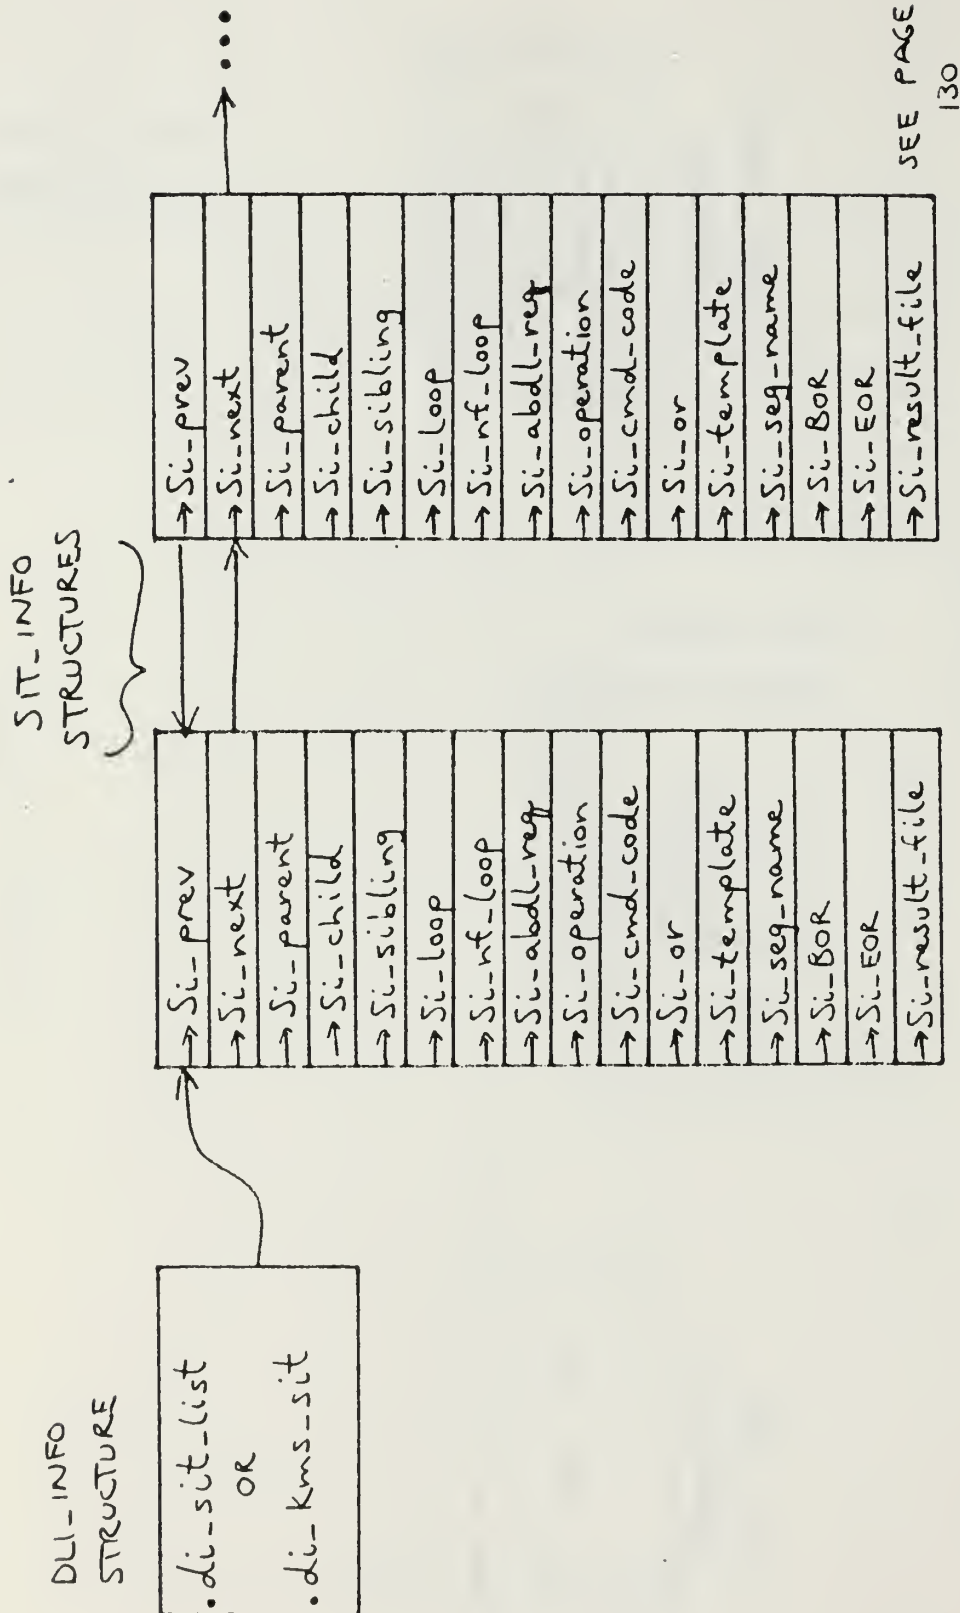 DLI_INFO
STRUCTURE
.di_sit_list
OR
.di_kms_sit
SIT_INFO
STRUCTURES
→Si_prev
→Si_next
→Si_parent
→Si_child
→Si_sibling
→Si_loop
→Si_nf_loop
→Si_abdl_req
→Si_operation
→Si_cmd_code
→Si_or
→Si_template
→Si_seg_name
→Si_BOR
→Si_EOR
→Si_result_file
→Si_prev
→Si_next
→Si_parent
→Si_child
→Si_sibling
→Si_loop
→Si_nf_loop
→Si_abdl_req
→Si_operation
→Si_cmd_code
→Si_or
→Si_template
→Si_seg_name
→Si_BOR
→Si_EOR
→Si_result_file
...
SEE PAGE
130